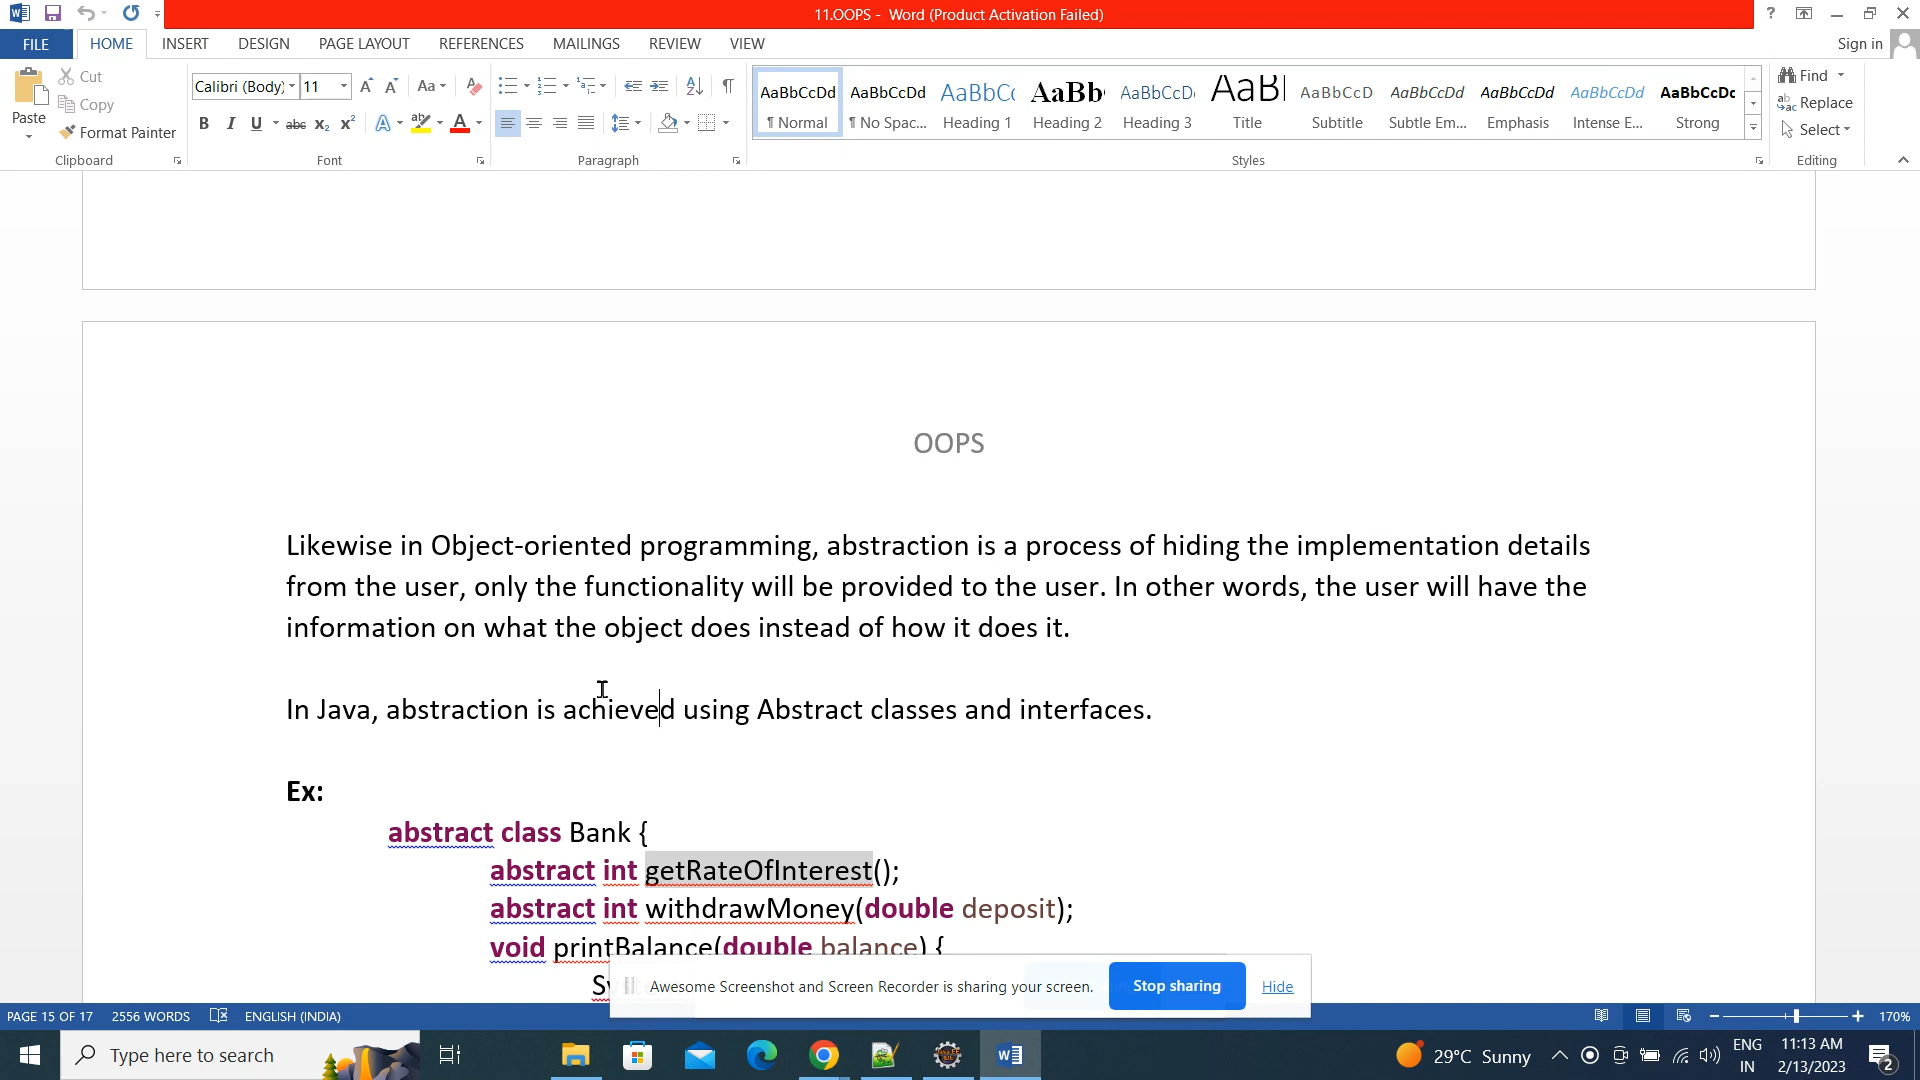 11.OOPS - Word (Product Activation Failed)
FILE HOME INSERT DESIGN PAGE LAYOUT REFERENCES MAILINGS REVIEW VIEW Sign in
Paste
Cut
Copy
Format Painter
Calibri (Body) 11
AaBbCcDd AaBbCcDd AaBbCc AaBb AaBbCcD AaB AaBbCcD AaBbCcDd AaBbCcDd AaBbCcDd AaBbCcDc
¶ Normal ¶ No Spac... Heading 1 Heading 2 Heading 3 Title Subtitle Subtle Em... Emphasis Intense E... Strong
Find
Replace
Select
Clipboard Font Paragraph Styles Editing
OOPS
Likewise in Object-oriented programming, abstraction is a process of hiding the implementation details
from the user, only the functionality will be provided to the user. In other words, the user will have the
information on what the object does instead of how it does it.
In Java, abstraction is achieved using Abstract classes and interfaces.
Ex:
abstract class Bank {
abstract int getRateOfInterest();
abstract int withdrawMoney(double deposit);
void printBalance(double balance) {
Sy
Awesome Screenshot and Screen Recorder is sharing your screen. Stop sharing Hide
PAGE 15 OF 17 2556 WORDS ENGLISH (INDIA) 170%
Type here to search 29°C Sunny ENG IN 11:13 AM 2/13/2023 2